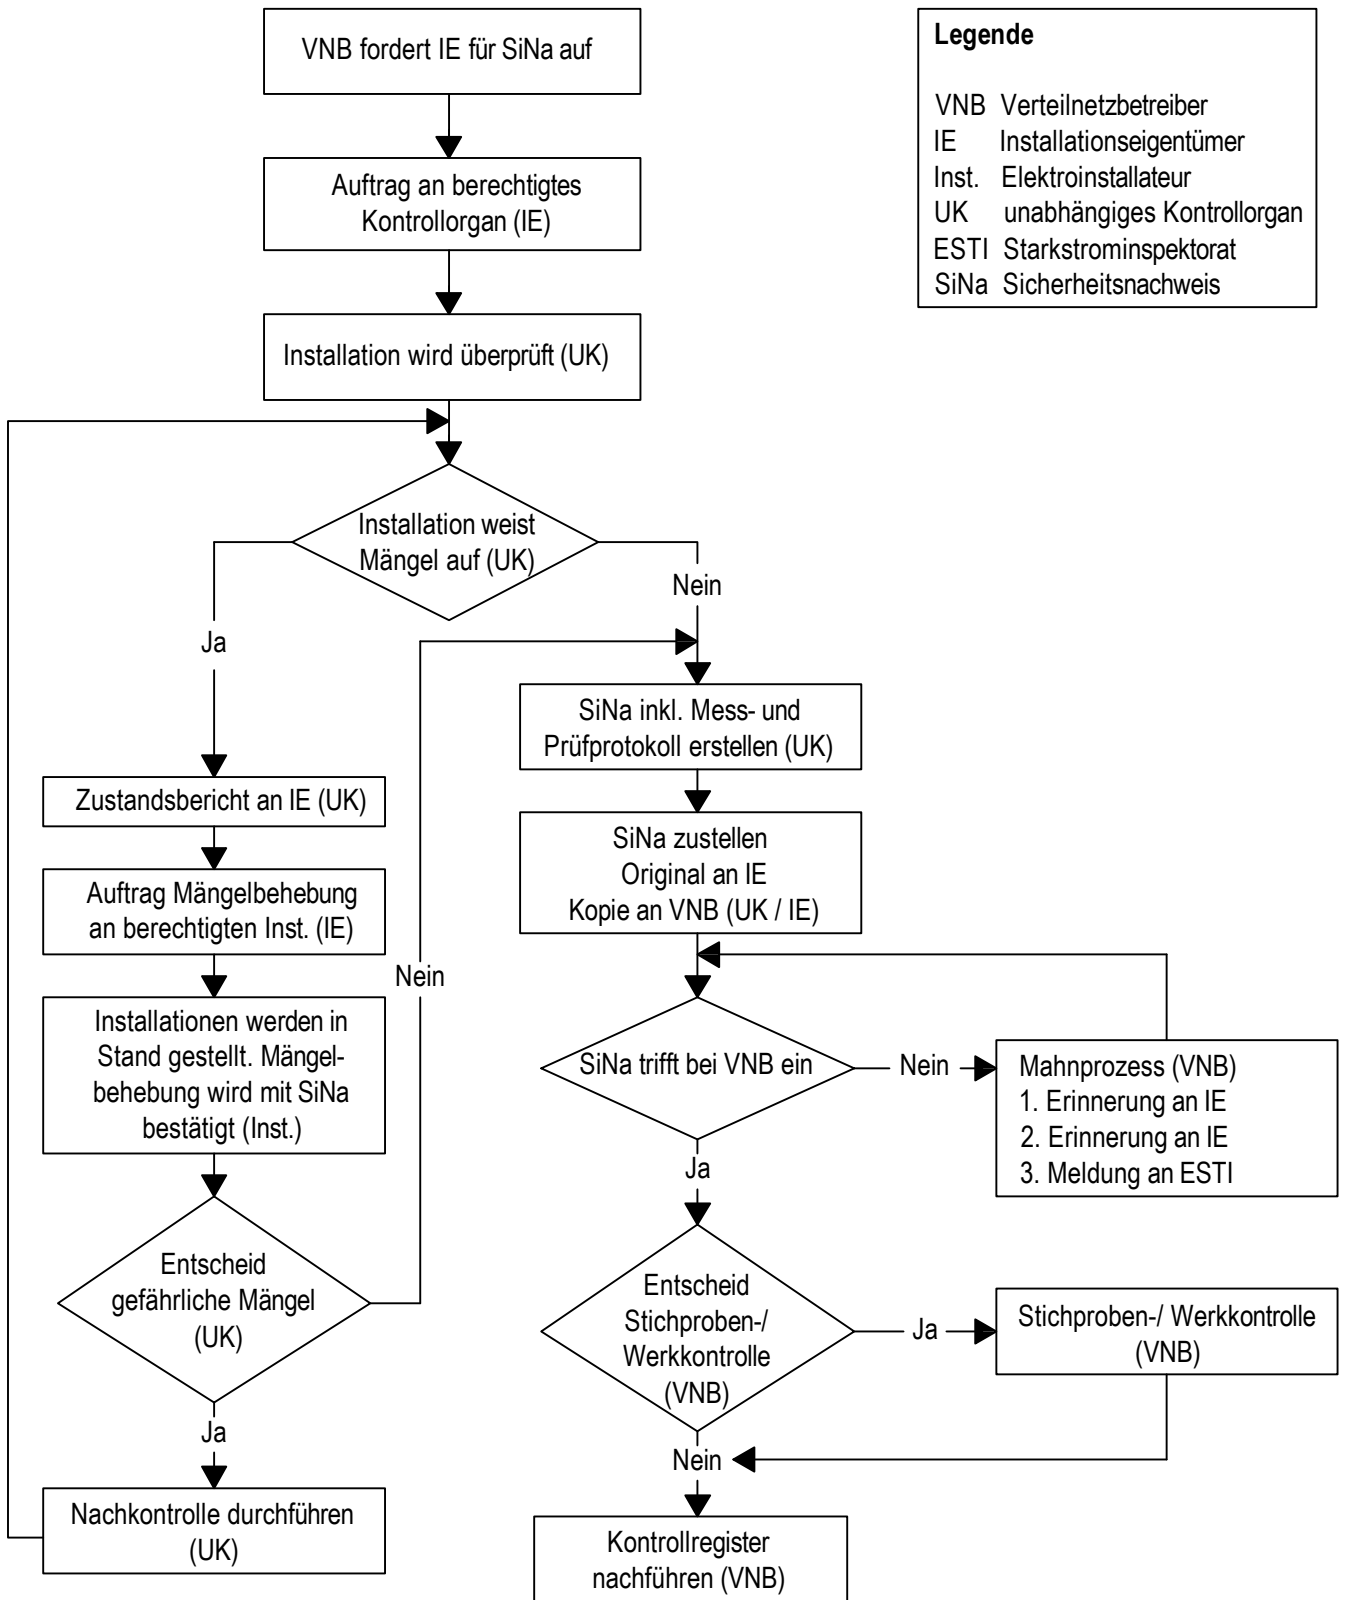 VNB fordert IE für SiNa auf
Legende
VNB Verteilnetzbetreiber
IE Installationseigentümer
Inst. Elektroinstallateur
UK unabhängiges Kontrollorgan
ESTI Starkstrominspektorat
SiNa Sicherheitsnachweis
Auftrag an berechtigtes
Kontrollorgan (IE)
Installation wird überprüft (UK)
Installation weist
Mängel auf (UK)
Ja
Nein
Zustandsbericht an IE (UK)
Auftrag Mängelbehebung
an berechtigten Inst. (IE)
Installationen werden in
Stand gestellt. Mängel-
behebung wird mit SiNa
bestätigt (Inst.)
Entscheid
gefährliche Mängel
(UK)
Nein
Ja
Nachkontrolle durchführen
(UK)
SiNa inkl. Mess- und
Prüfprotokoll erstellen (UK)
SiNa zustellen
Original an IE
Kopie an VNB (UK / IE)
SiNa trifft bei VNB ein
Nein
Mahnprozess (VNB)
1. Erinnerung an IE
2. Erinnerung an IE
3. Meldung an ESTI
Ja
Entscheid
Stichproben-/
Werkkontrolle
(VNB)
Ja
Stichproben-/ Werkkontrolle
(VNB)
Nein
Kontrollregister
nachführen (VNB)